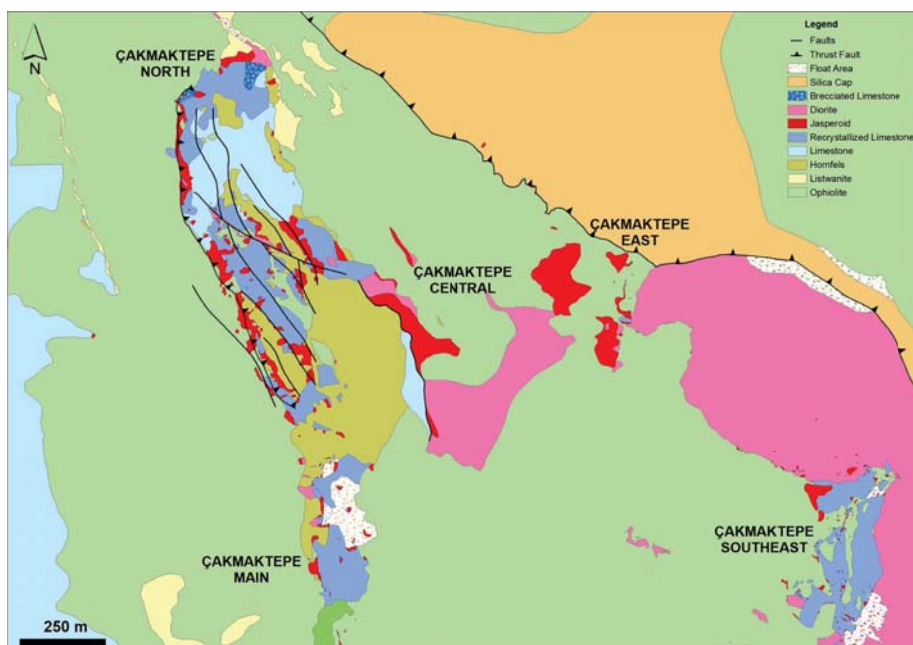 ÇAKMAKTEPE
NORTH
N
Legend
Faults
Thrust Fault
Float Area
Silica Cap
Brecciated Limestone
Diorite
Jasperoid
Recrystallized Limestone
Limestone
Hornfels
Listwanite
Ophiolite
ÇAKMAKTEPE
EAST
ÇAKMAKTEPE
CENTRAL
ÇAKMAKTEPE
SOUTHEAST
ÇAKMAKTEPE
MAIN
250 m